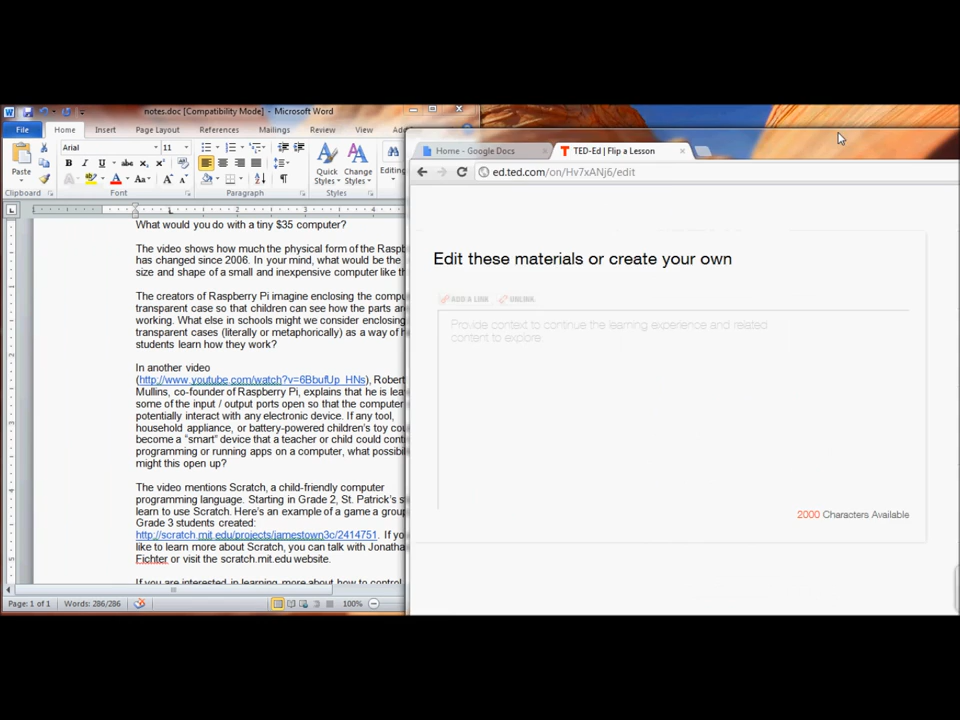 notes.doc [Compatibility Mode] - Microsoft Word
File Home Insert Page Layout References Mailings Review View
Arial 11
Paste
Quick Styles
Change Styles
Editing
Clipboard Font Paragraph Styles
What would you do with a tiny $35 computer?
The video shows how much the physical form of the
has changed since 2006. In your mind, what would be the
size and shape of a small and inexpensive computer like
The creators of Raspberry Pi imagine enclosing the
transparent case so that children can see how the parts
working. What else in schools might we consider enclosing
transparent cases (literally or metaphorically) as a way of
students learn how they work?
In another video
(http://www.youtube.com/watch?v=6BbufUp_HNs), Robert
Mullins, co-founder of Raspberry Pi, explains that he is
some of the input / output ports open so that the computer
potentially interact with any electronic device. If any tool,
household appliance, or battery-powered children's toy
become a "smart" device that a teacher or child could
programming or running apps on a computer, what
might this open up?
The video mentions Scratch, a child-friendly computer
programming language. Starting in Grade 2, St. Patrick's
learn to use Scratch. Here's an example of a game a group
Grade 3 students created:
http://scratch.mit.edu/projects/jamestown3c/2414751. If
like to learn more about Scratch, you can talk with
Fichter or visit the scratch.mit.edu website.
If you are interested in learning more about how to control
Page: 1 of 1 Words: 286/286 100%
Home - Google Docs
TED-Ed | Flip a Lesson
ed.ted.com/on/Hv7xANj6/edit
Edit these materials or create your own
ADD A LINK UNLINK
Provide context to continue the learning experience and related
content to explore
2000 Characters Available